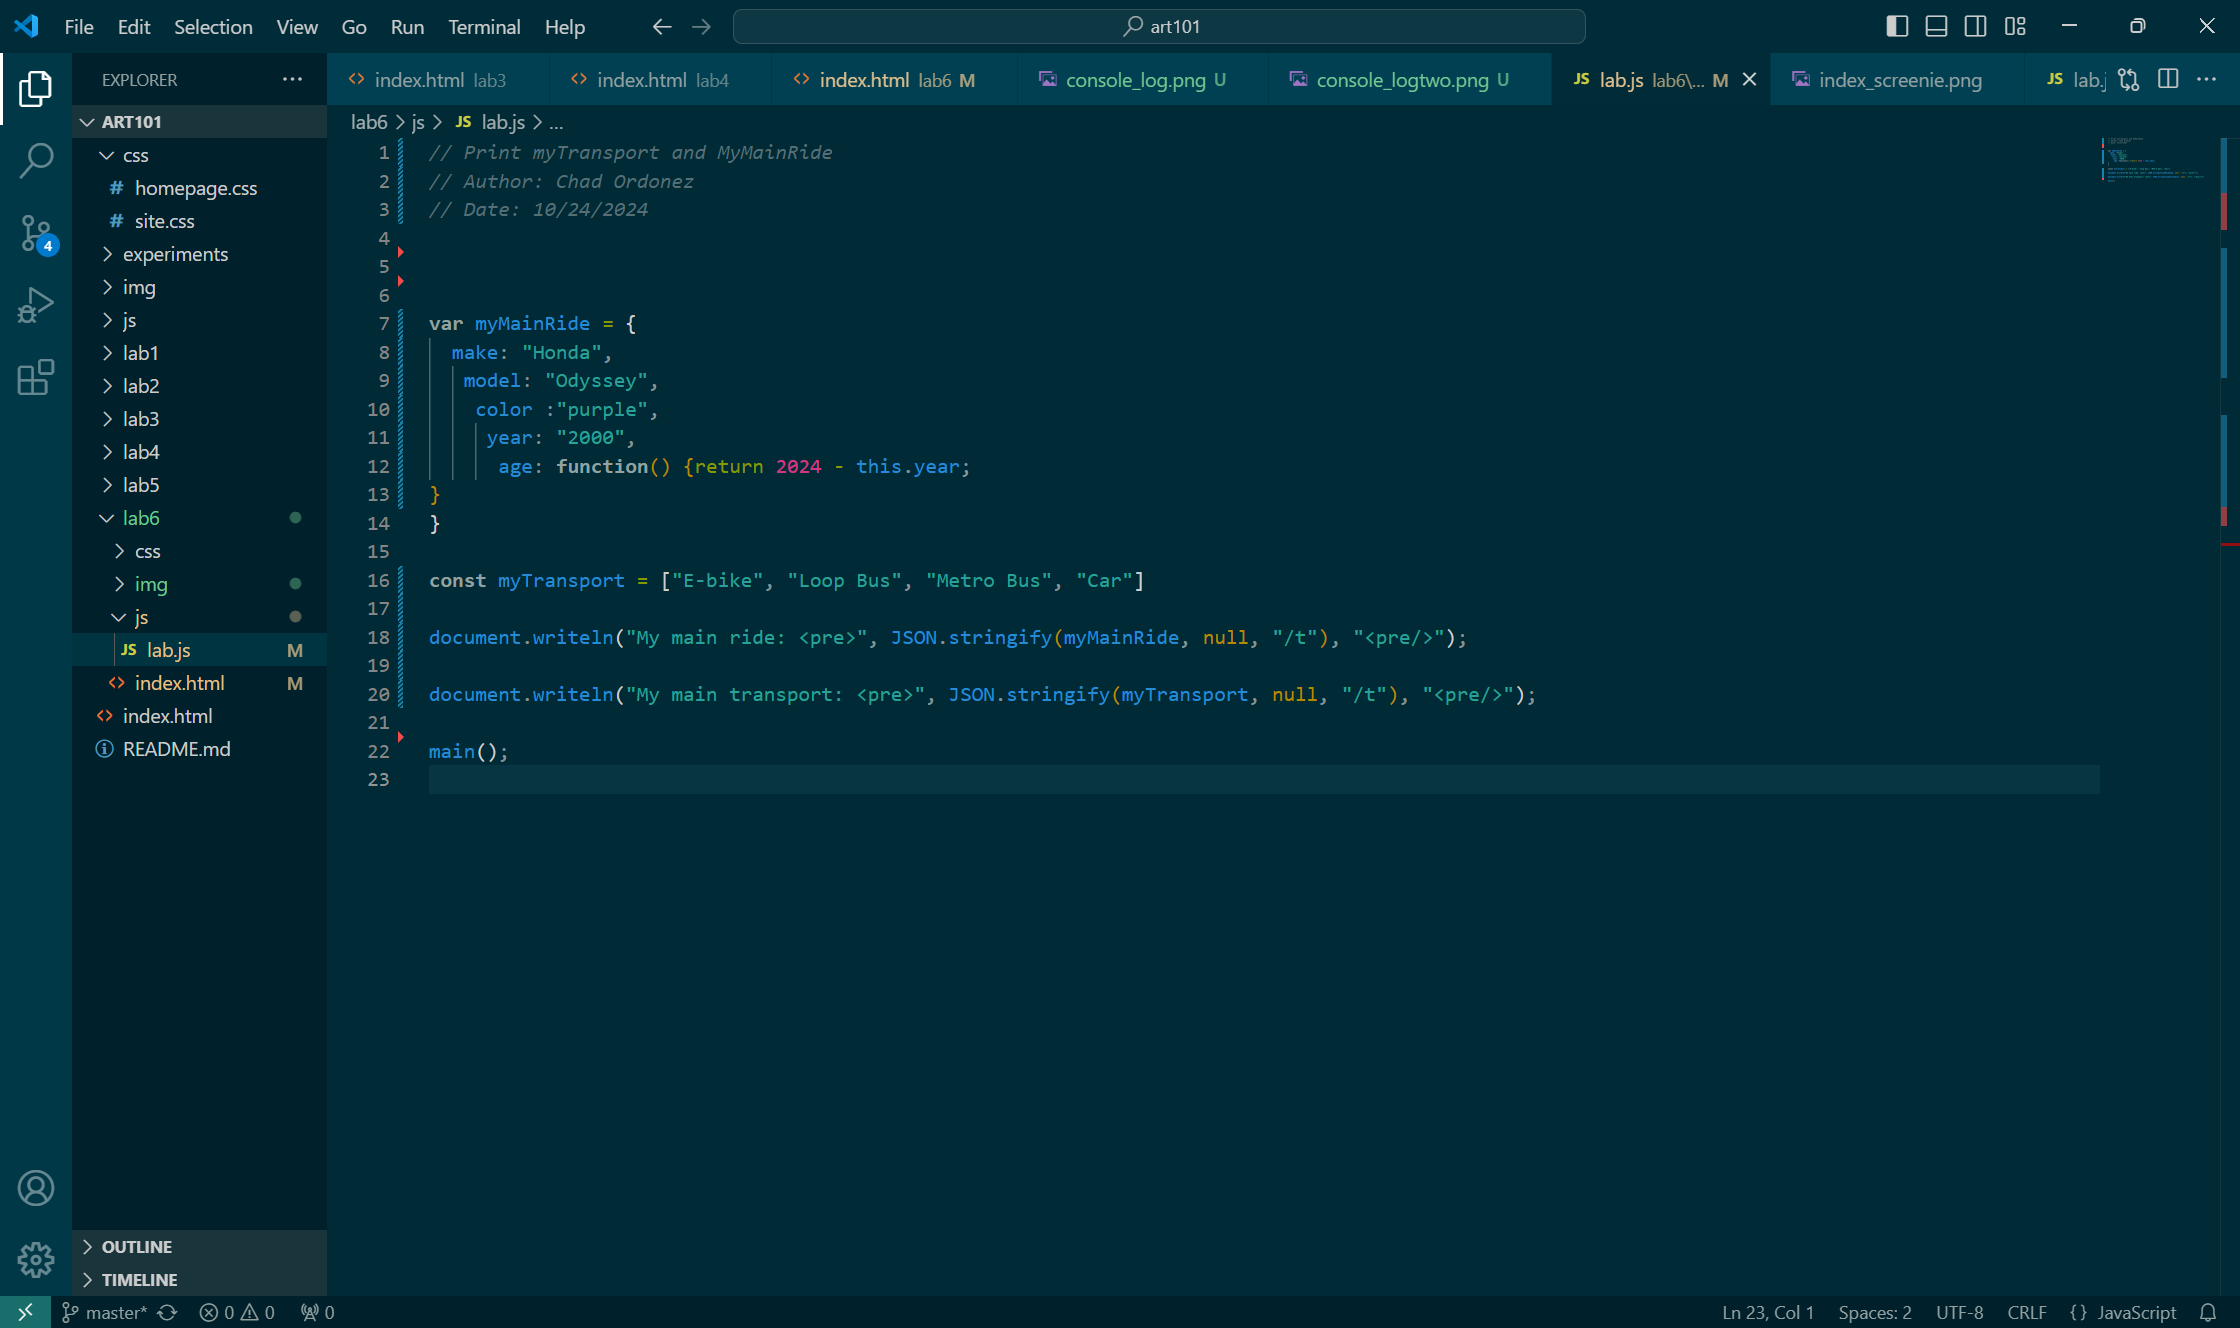 File Edit Selection View Go Run Terminal Help
art101
EXPLORER
index.html lab3
index.html lab4
index.html lab6 M
console_log.png U
console_logtwo.png U
JS lab.js lab6\... M
index_screenie.png
JS lab.j
ART101
css
# homepage.css
# site.css
experiments
img
js
lab1
lab2
lab3
lab4
lab5
lab6
css
img
js
JS lab.js M
index.html M
index.html
README.md
4
OUTLINE
TIMELINE
lab6 > js > JS lab.js > ...
1 // Print myTransport and MyMainRide
2 // Author: Chad Ordonez
3 // Date: 10/24/2024
4
5
6
7 var myMainRide = {
8 make: "Honda",
9 model: "Odyssey",
10 color :"purple",
11 year: "2000",
12 age: function() {return 2024 - this.year;
13 }
14 }
15
16 const myTransport = ["E-bike", "Loop Bus", "Metro Bus", "Car"]
17
18 document.writeln("My main ride: <pre>", JSON.stringify(myMainRide, null, "/t"), "<pre/>");
19
20 document.writeln("My main transport: <pre>", JSON.stringify(myTransport, null, "/t"), "<pre/>");
21
22 main();
23
master* 0 0 0
Ln 23, Col 1 Spaces: 2 UTF-8 CRLF {} JavaScript